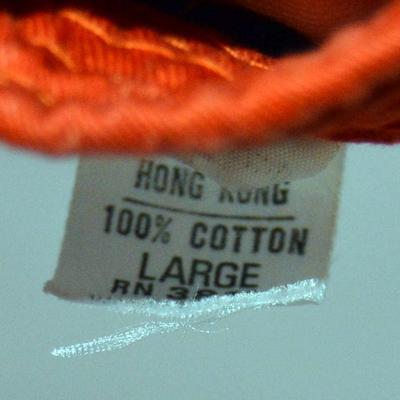 HONG KONG
100% COTTON
LARGE
RN